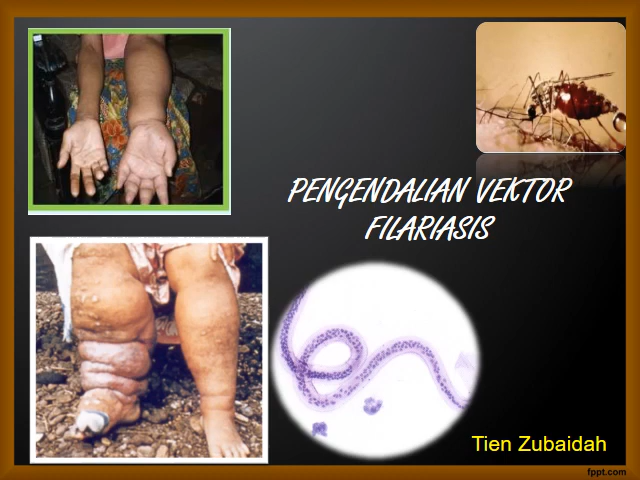 PENGENDALIAN VEKTOR
FILARIASIS
Tien Zubaidah
fppt.com